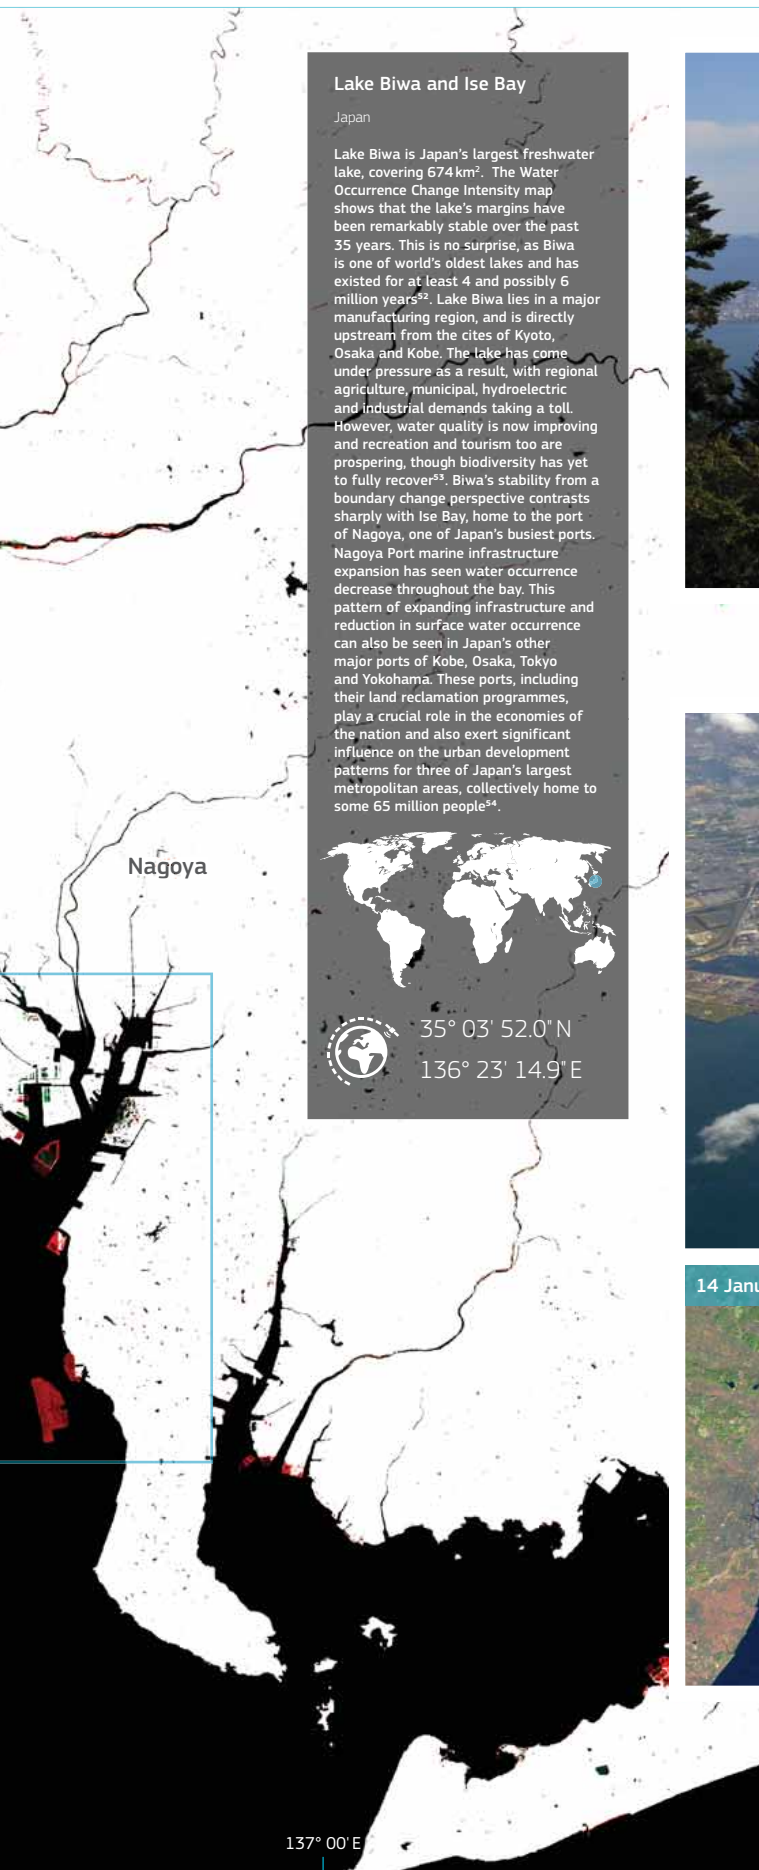 Lake Biwa and Ise Bay
Japan
Lake Biwa is Japan's largest freshwater
lake, covering 674 km². The Water
Occurrence Change Intensity map
shows that the lake's margins have
been remarkably stable over the past
35 years. This is no surprise, as Biwa
is one of world's oldest lakes and has
existed for at least 4 and possibly 6
million years⁵². Lake Biwa lies in a major
manufacturing region, and is directly
upstream from the cites of Kyoto,
Osaka and Kobe. The lake has come
under pressure as a result, with regional
agriculture, municipal, hydroelectric
and industrial demands taking a toll.
However, water quality is now improving
and recreation and tourism too are
prospering, though biodiversity has yet
to fully recover⁵³. Biwa's stability from a
boundary change perspective contrasts
sharply with Ise Bay, home to the port
of Nagoya, one of Japan's busiest ports.
Nagoya Port marine infrastructure
expansion has seen water occurrence
decrease throughout the bay. This
pattern of expanding infrastructure and
reduction in surface water occurrence
can also be seen in Japan's other
major ports of Kobe, Osaka, Tokyo
and Yokohama. These ports, including
their land reclamation programmes,
play a crucial role in the economies of
the nation and also exert significant
influence on the urban development
patterns for three of Japan's largest
metropolitan areas, collectively home to
some 65 million people⁵⁴.
Nagoya
35° 03' 52.0" N
136° 23' 14.9" E
14 Janu
137° 00' E